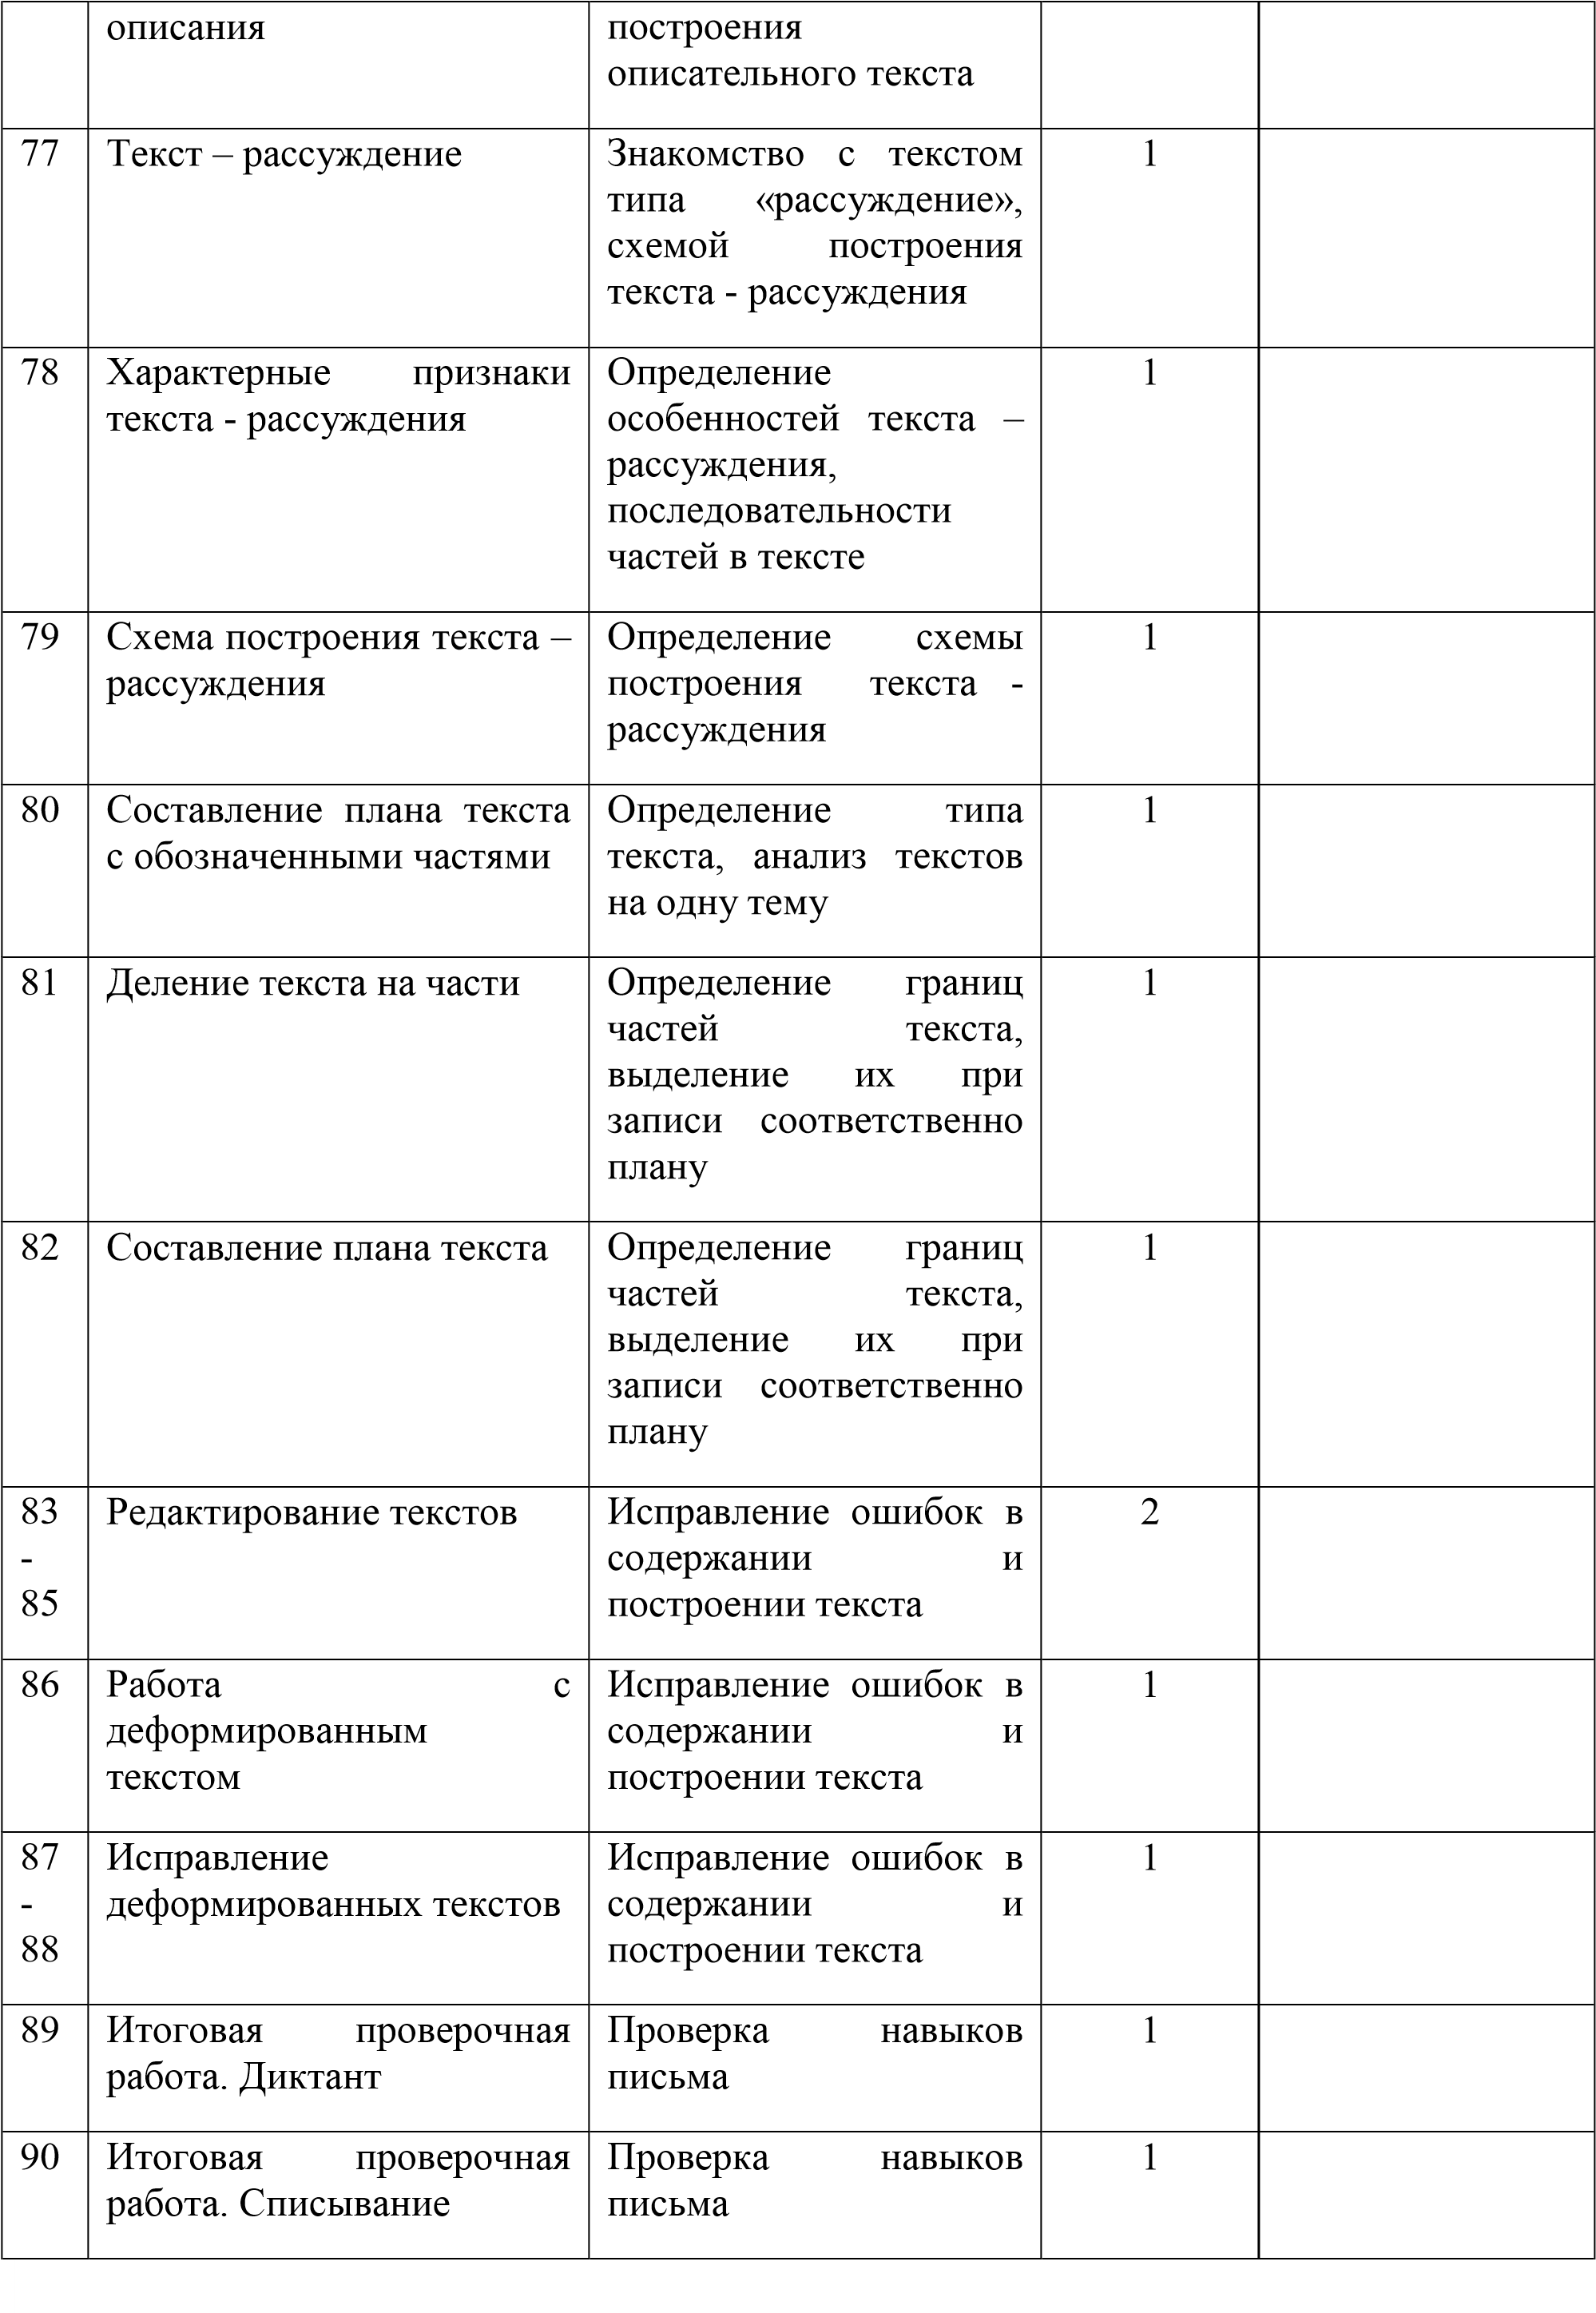 описания
построения
описательного текста
77
Текст – рассуждение
Знакомство с текстом
типа «рассуждение»,
схемой построения
текста - рассуждения
1
78
Характерные признаки
текста - рассуждения
Определение
особенностей текста –
рассуждения,
последовательности
частей в тексте
1
79
Схема построения текста –
рассуждения
Определение схемы
построения текста -
рассуждения
1
80
Составление плана текста
с обозначенными частями
Определение типа
текста, анализ текстов
на одну тему
1
81
Деление текста на части
Определение границ
частей текста,
выделение их при
записи соответственно
плану
1
82
Составление плана текста
Определение границ
частей текста,
выделение их при
записи соответственно
плану
1
83
-
85
Редактирование текстов
Исправление ошибок в
содержании и
построении текста
2
86
Работа с
деформированным
текстом
Исправление ошибок в
содержании и
построении текста
1
87
-
88
Исправление
деформированных текстов
Исправление ошибок в
содержании и
построении текста
1
89
Итоговая проверочная
работа. Диктант
Проверка навыков
письма
1
90
Итоговая проверочная
работа. Списывание
Проверка навыков
письма
1